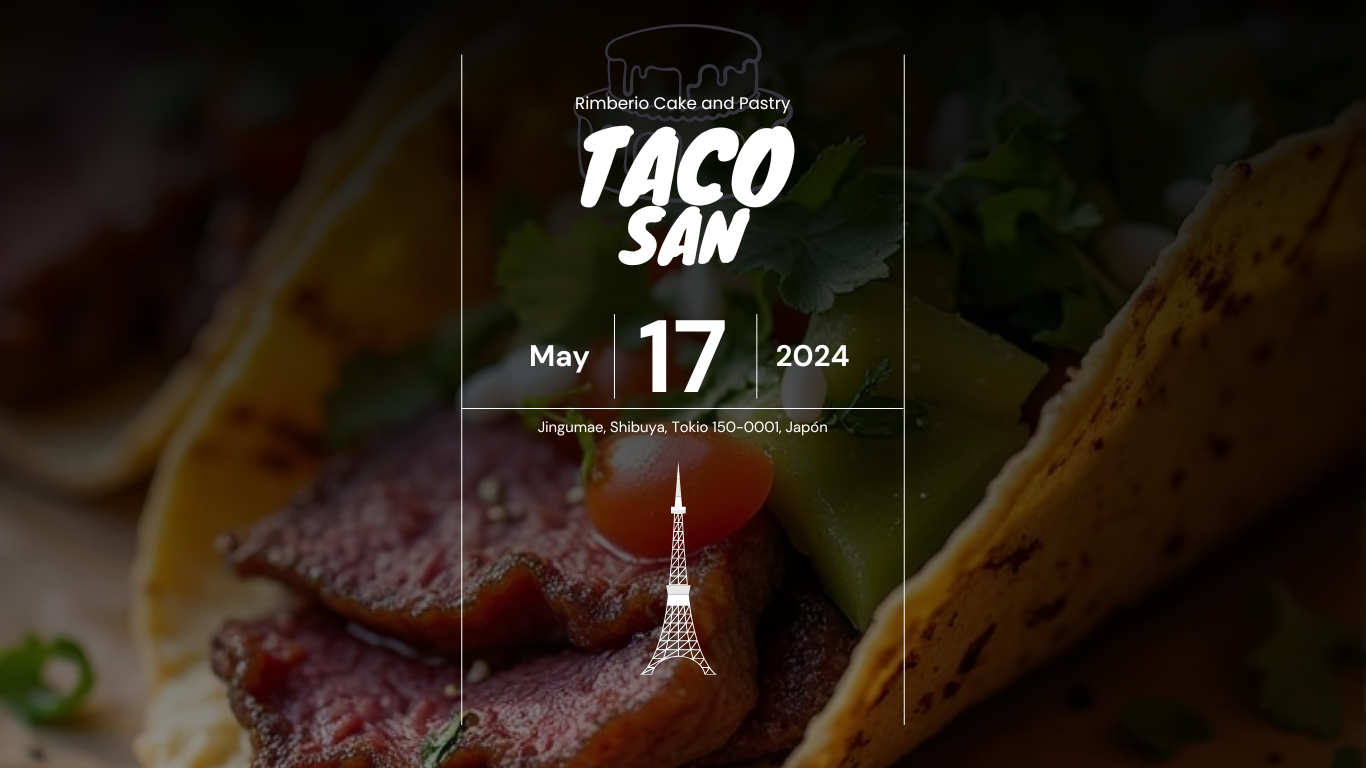 Rimberio Cake and Pastry
TACO
SAN
May 17 2024
Jingumae, Shibuya, Tokio 150-0001, Japón